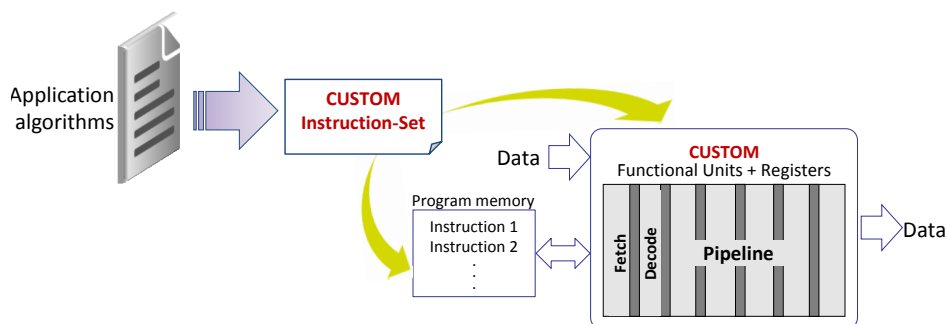 Application
algorithms
CUSTOM
Instruction-Set
Data
Program memory
Instruction 1
Instruction 2
.
.
.
CUSTOM
Functional Units + Registers
Fetch
Decode
Pipeline
Data